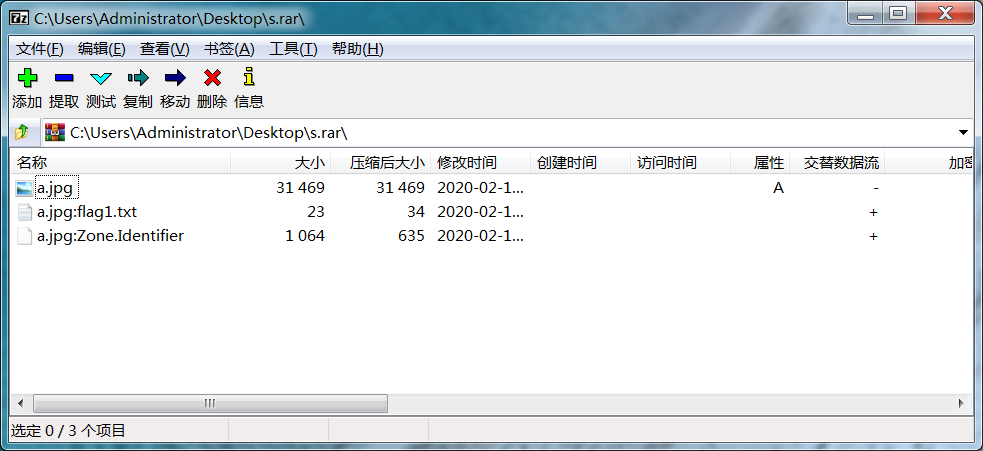 C:\Users\Administrator\Desktop\s.rar\
文件(F) 编辑(E) 查看(V) 书签(A) 工具(T) 帮助(H)
添加 提取 测试 复制 移动 删除 信息
C:\Users\Administrator\Desktop\s.rar\
名称 大小 压缩后大小 修改时间 创建时间 访问时间 属性 交替数据流 加密
a.jpg 31 469 31 469 2020-02-1... A -
a.jpg:flag1.txt 23 34 2020-02-1... +
a.jpg:Zone.Identifier 1 064 635 2020-02-1... +
选定 0 / 3 个项目